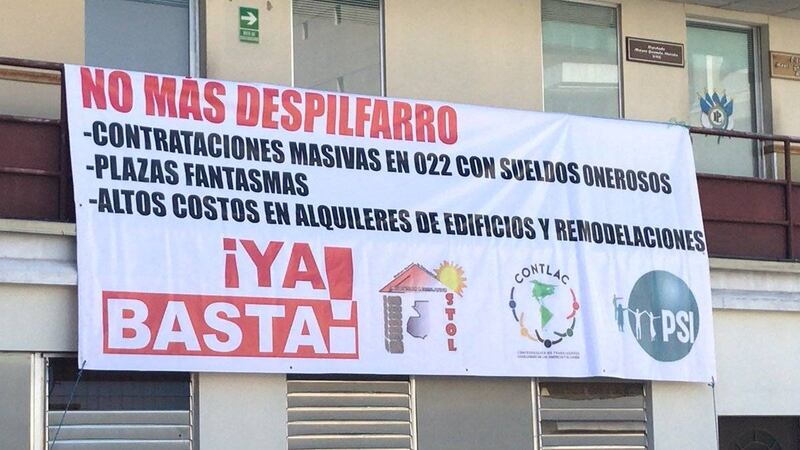 NO MÁS DESPILFARRO
-CONTRATACIONES MASIVAS EN 022 CON SUELDOS ONEROSOS
-PLAZAS FANTASMAS
-ALTOS COSTOS EN ALQUILERES DE EDIFICIOS Y REMODELACIONES
¡YA
BASTA!
STOL
CONTLAC
PSI